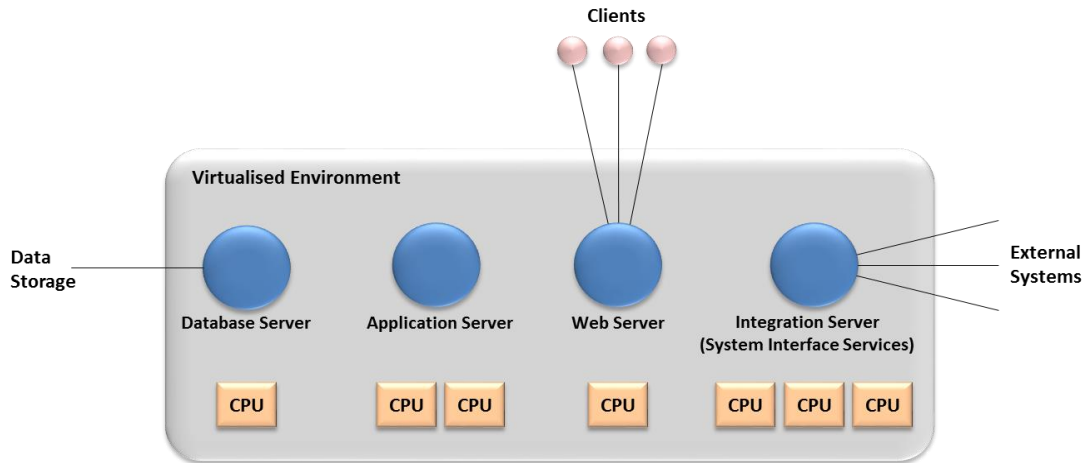 Clients
Virtualised Environment
Data
Storage
External
Systems
Database Server
Application Server
Web Server
Integration Server
(System Interface Services)
CPU
CPU
CPU
CPU
CPU
CPU
CPU